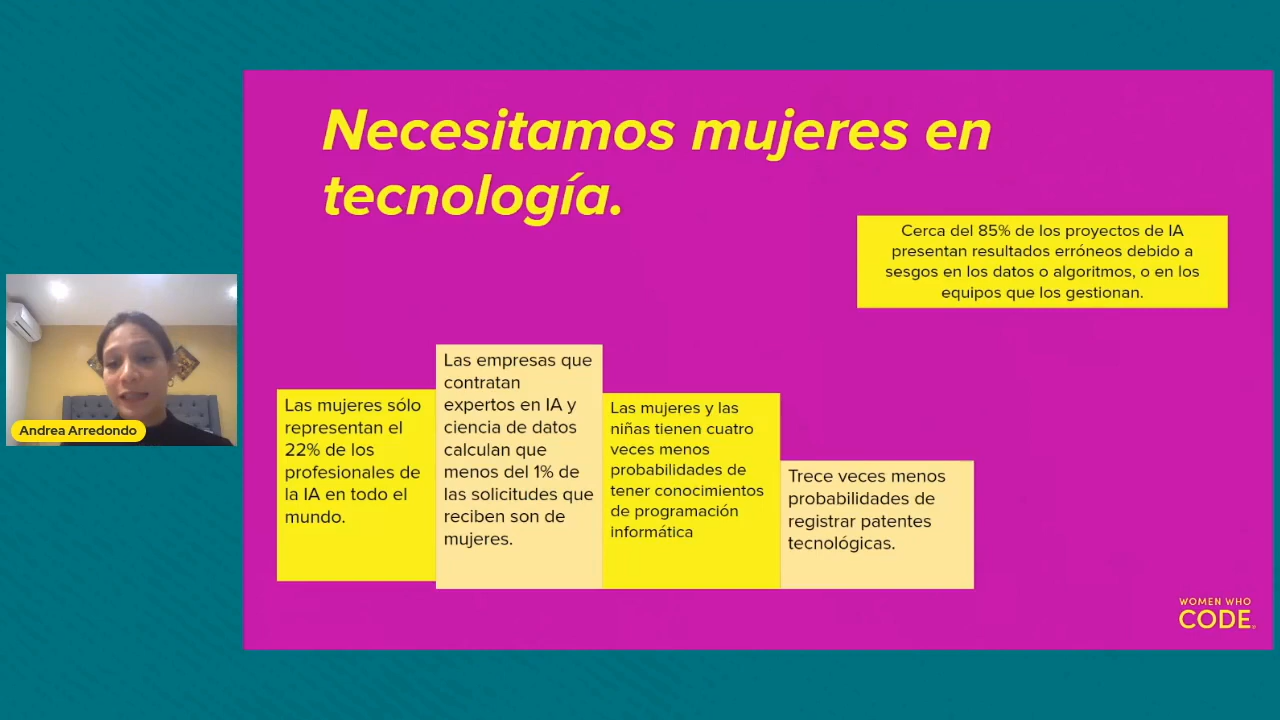 Necesitamos mujeres en
tecnología.
Cerca del 85% de los proyectos de IA
presentan resultados erróneos debido a
sesgos en los datos o algoritmos, o en los
equipos que los gestionan.
Las mujeres sólo
representan el
22% de los
profesionales de
la IA en todo el
mundo.
Las empresas que
contratan
expertos en IA y
ciencia de datos
calculan que
menos del 1% de
las solicitudes que
reciben son de
mujeres.
Las mujeres y las
niñas tienen cuatro
veces menos
probabilidades de
tener conocimientos
de programación
informática
Trece veces menos
probabilidades de
registrar patentes
tecnológicas.
Andrea Arredondo
WOMEN WHO
CODE